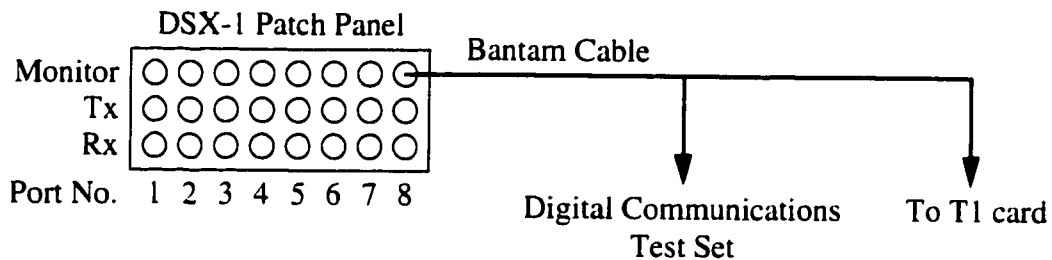 DSX-1 Patch Panel
Bantam Cable
Monitor
Tx
Rx
Port No. 1 2 3 4 5 6 7 8
Digital Communications
Test Set
To T1 card